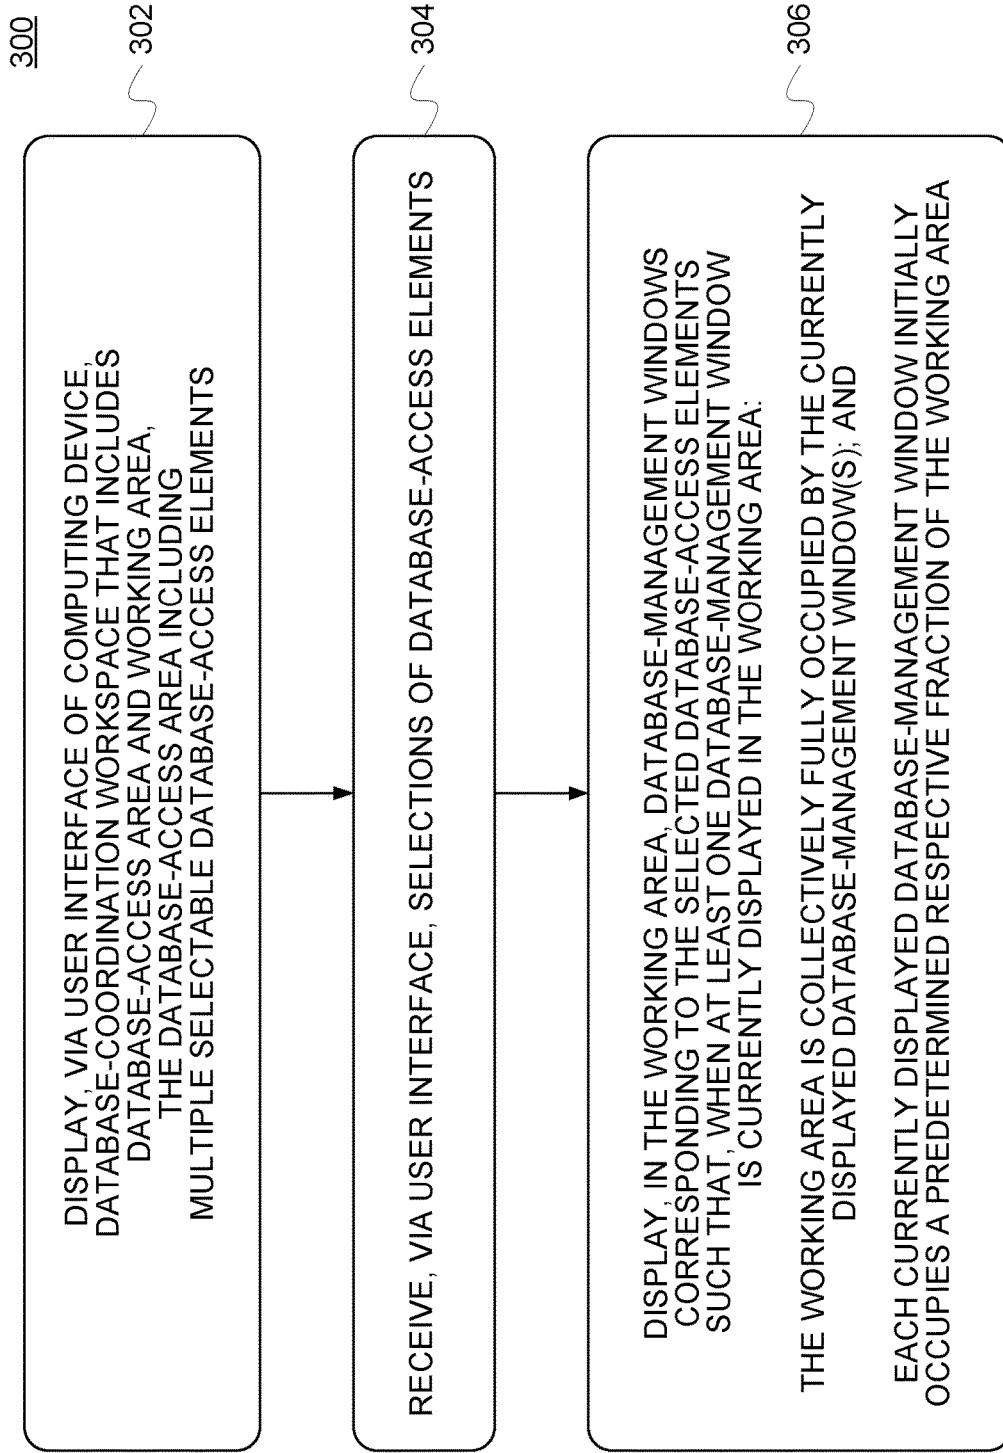 300
302
DISPLAY, VIA USER INTERFACE OF COMPUTING DEVICE,
DATABASE-COORDINATION WORKSPACE THAT INCLUDES
DATABASE-ACCESS AREA AND WORKING AREA,
THE DATABASE-ACCESS AREA INCLUDING
MULTIPLE SELECTABLE DATABASE-ACCESS ELEMENTS
304
RECEIVE, VIA USER INTERFACE, SELECTIONS OF DATABASE-ACCESS ELEMENTS
306
DISPLAY, IN THE WORKING AREA, DATABASE-MANAGEMENT WINDOWS
CORRESPONDING TO THE SELECTED DATABASE-ACCESS ELEMENTS
SUCH THAT, WHEN AT LEAST ONE DATABASE-MANAGEMENT WINDOW
IS CURRENTLY DISPLAYED IN THE WORKING AREA:
THE WORKING AREA IS COLLECTIVELY FULLY OCCUPIED BY THE CURRENTLY
DISPLAYED DATABASE-MANAGEMENT WINDOW(S); AND
EACH CURRENTLY DISPLAYED DATABASE-MANAGEMENT WINDOW INITIALLY
OCCUPIES A PREDETERMINED RESPECTIVE FRACTION OF THE WORKING AREA